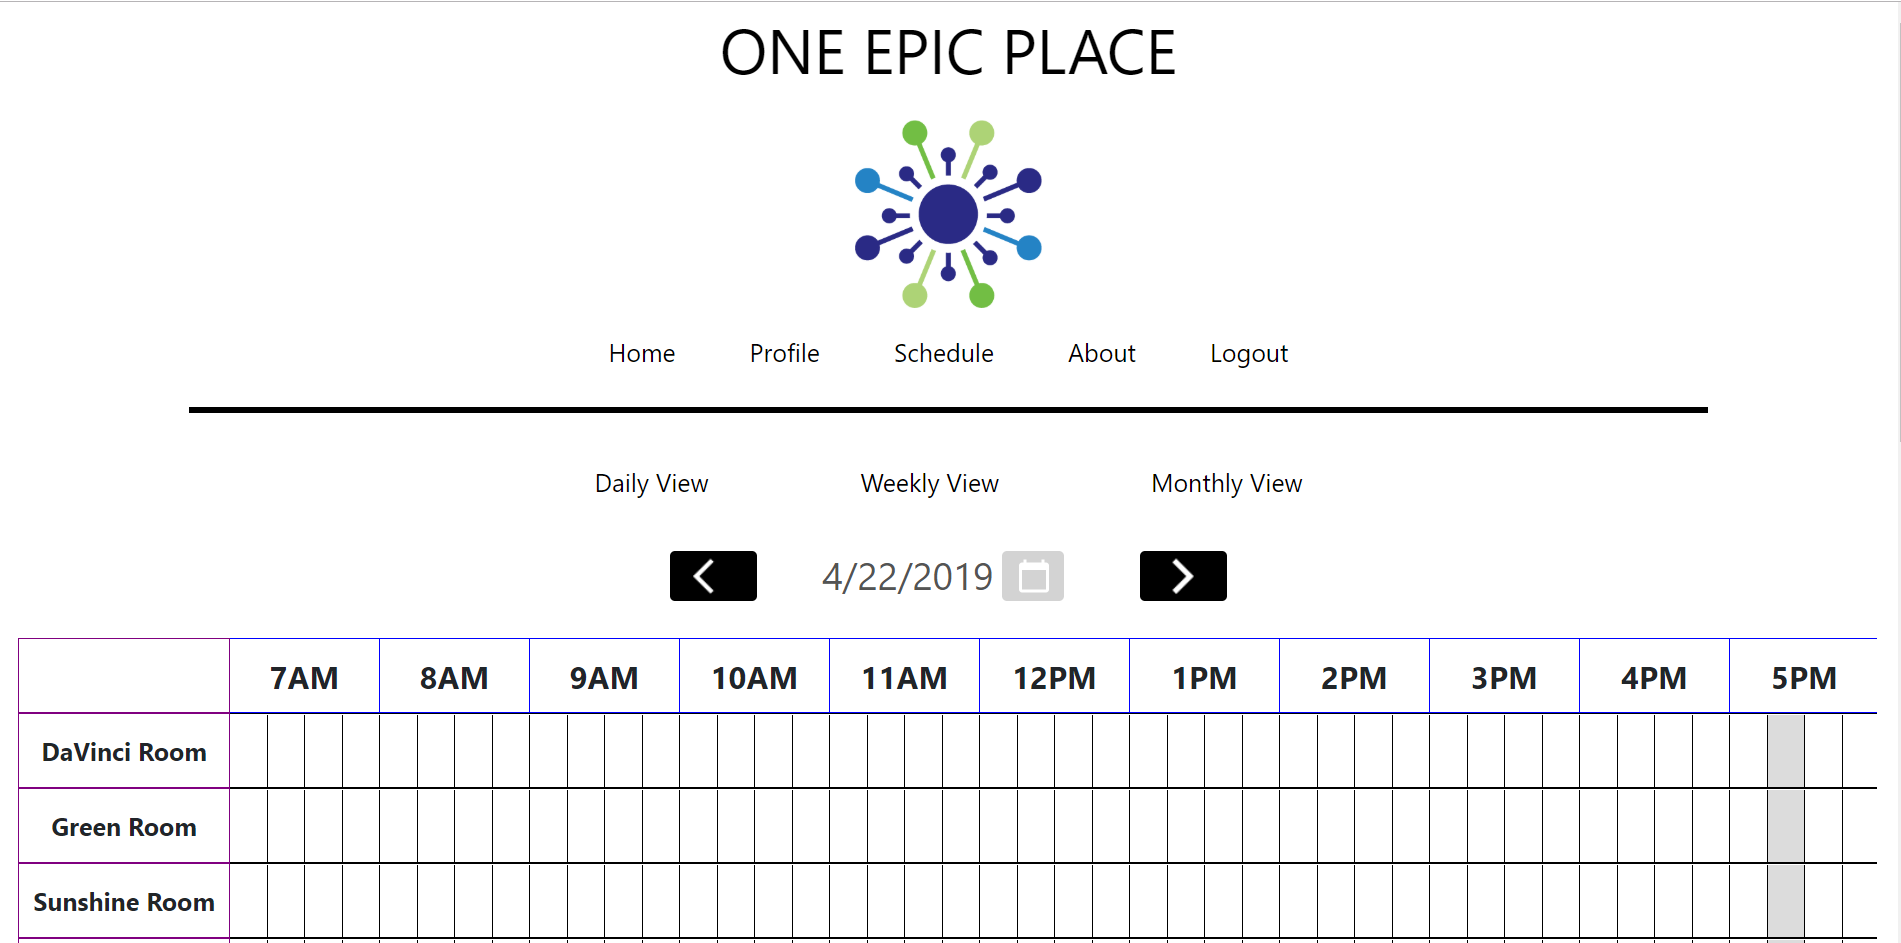 ONE EPIC PLACE
Home Profile Schedule About Logout
Daily View Weekly View Monthly View
4/22/2019
7AM 8AM 9AM 10AM 11AM 12PM 1PM 2PM 3PM 4PM 5PM
DaVinci Room
Green Room
Sunshine Room